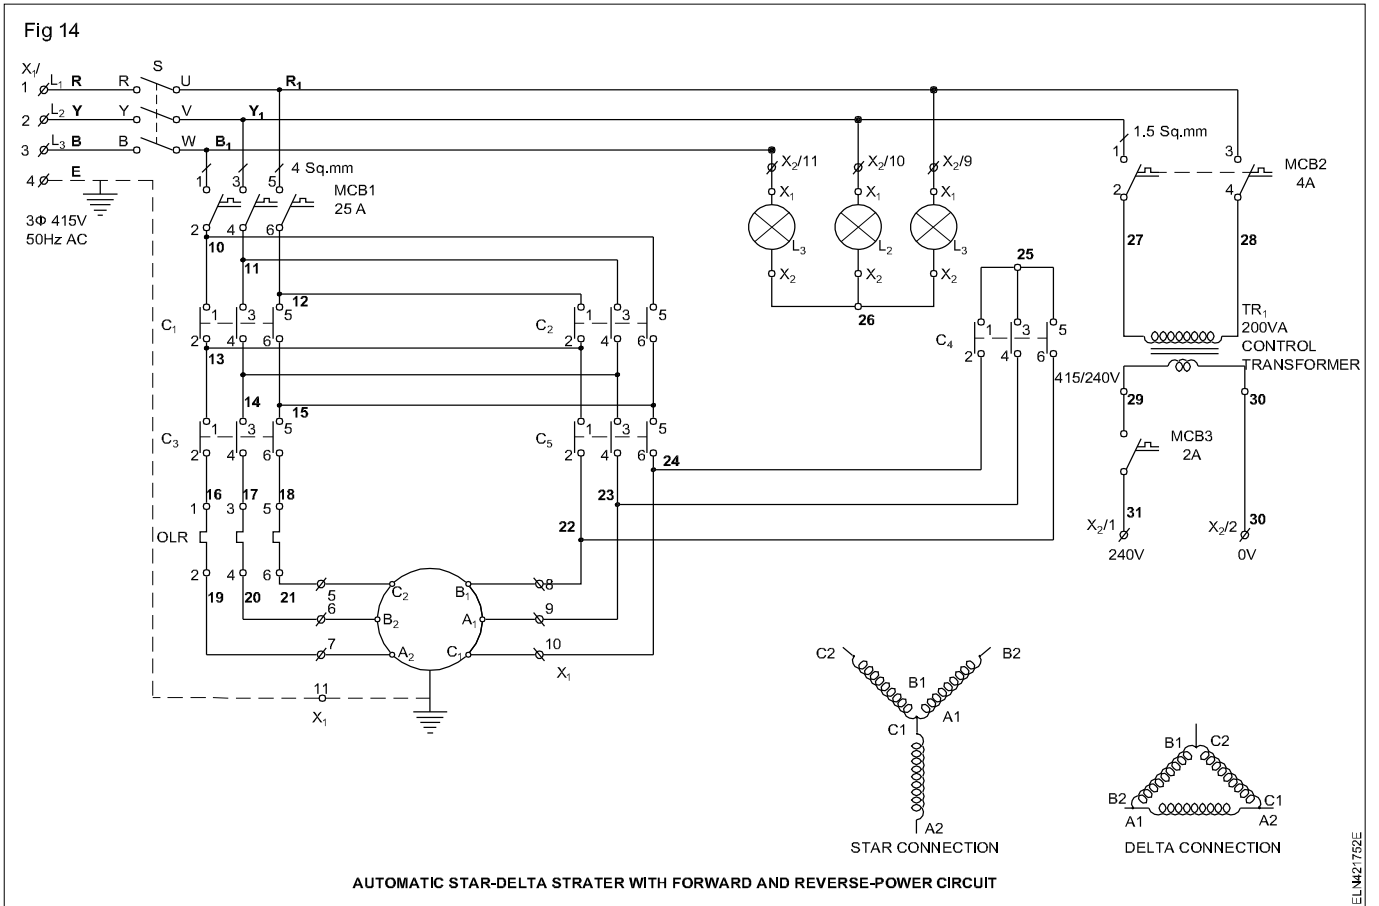 Fig 14
X1/
1 L1 R R S U R1
2 L2 Y Y V Y1
3 L3 B B W B1
4 E
3Φ 415V
50Hz AC
1 3 5 4 Sq.mm
MCB1
25 A
2 4 6
10
11
12
X2/11 X2/10 X2/9
X1 X1 X1
L3 L2 L3
X2 X2 X2
26
1.5 Sq.mm
1 3
MCB2
4A
2 4
27 28
TR1
200VA
CONTROL
TRANSFORMER
415/240V
29 30
MCB3
2A
31 30
X2/1 X2/2
240V 0V
C1 1 3 5
2 4 6
C2 1 3 5
2 4 6
25
C4 1 3 5
2 4 6
13
14
15
C3 1 3 5
2 4 6
C5 1 3 5
2 4 6
24
23
22
16 17 18
1 3 5
OLR
2 4 6
19 20 21
5 C2 B1 8
6 B2 A1 9
7 A2 C1 10
X1
11
X1
C2 B2
B1
A1
C1
A2
STAR CONNECTION
B1 C2
B2 C1
A1 A2
DELTA CONNECTION
AUTOMATIC STAR-DELTA STRATER WITH FORWARD AND REVERSE-POWER CIRCUIT
ELN421752E